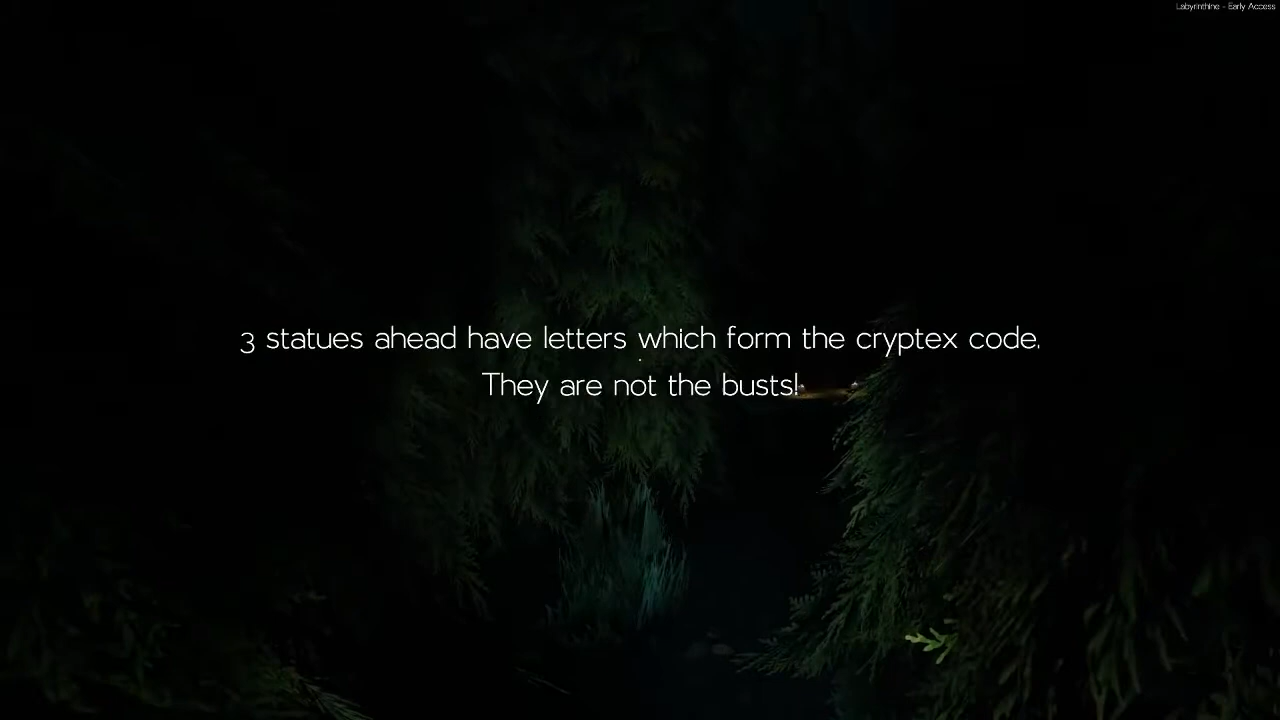 Labyrinthine - Early Access
3 statues ahead have letters which form the cryptex code.
They are not the busts!